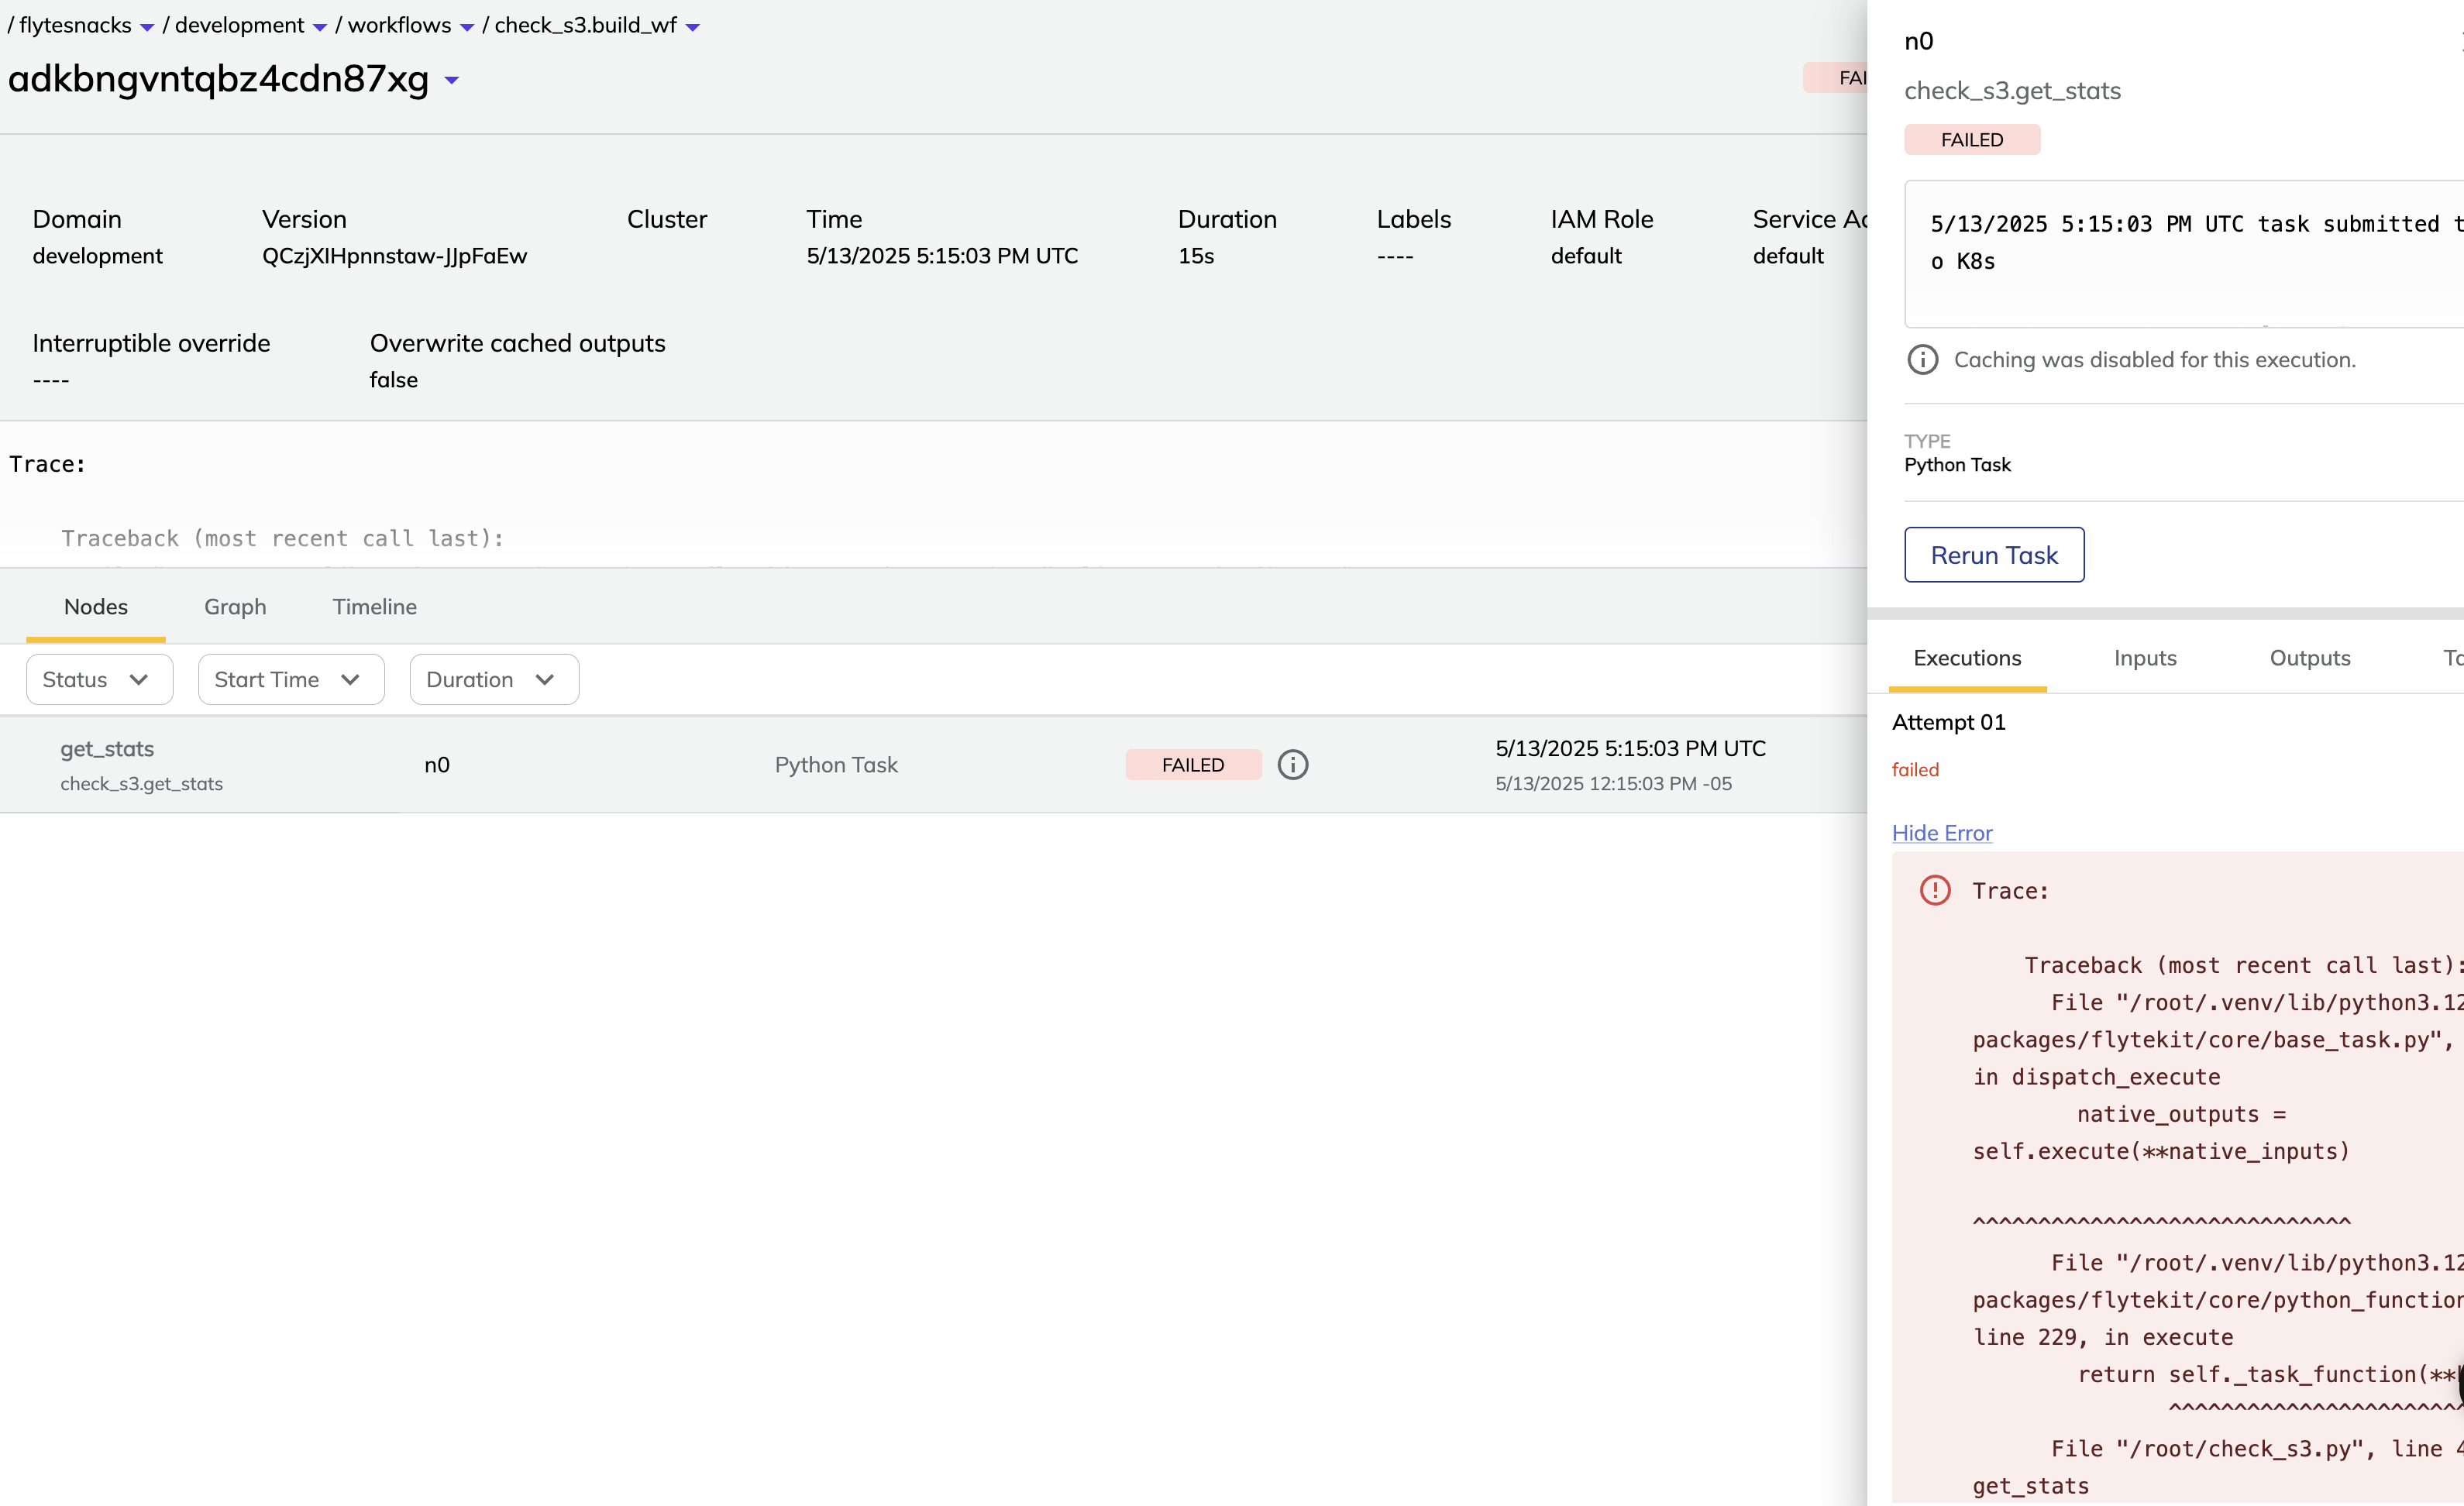 / flytesnacks / development / workflows / check_s3.build_wf
adkbngvntqbz4cdn87xg
Domain Version Cluster Time Duration Labels IAM Role
development QCzjXIHpnnstaw-JJpFaEw 5/13/2025 5:15:03 PM UTC 15s ---- default default
Service
Interruptible override Overwrite cached outputs
---- false
Trace:
Traceback (most recent call last):
Nodes Graph Timeline
Status Start Time Duration
get_stats n0 Python Task FAILED 5/13/2025 5:15:03 PM UTC
check_s3.get_stats 5/13/2025 12:15:03 PM -05
n0
check_s3.get_stats
FAILED
5/13/2025 5:15:03 PM UTC task submitted t
o K8s
Caching was disabled for this execution.
TYPE
Python Task
Rerun Task
Executions Inputs Outputs
Attempt 01
failed
Hide Error
Trace:
Traceback (most recent call last):
File "/root/.venv/lib/python3.12
packages/flytekit/core/base_task.py",
in dispatch_execute
native_outputs =
self.execute(**native_inputs)
^^^^^^^^^^^^^^^^^^^^^^^^^^^^^
File "/root/.venv/lib/python3.12
packages/flytekit/core/python_function
line 229, in execute
return self._task_function(**
^^^^^^^^^^^^^^^^^^^^^^^
File "/root/check_s3.py", line 4
get_stats